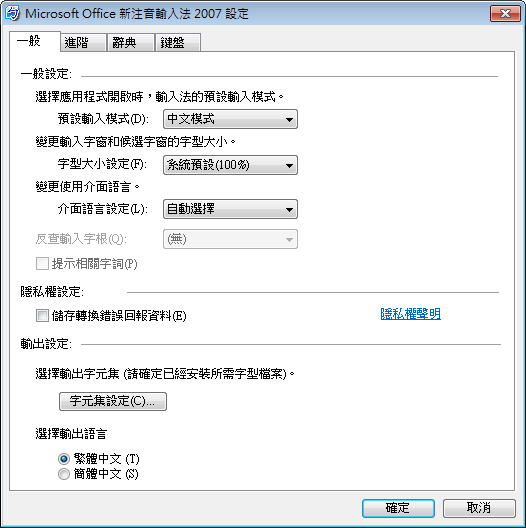 Microsoft Office 新注音輸入法 2007 設定
一般 進階 辭典 鍵盤
一般設定:
選擇應用程式開啟時，輸入法的預設輸入模式。
預設輸入模式(D): 中文模式
變更輸入字窗和候選字窗的字型大小。
字型大小設定(F): 系統預設(100%)
變更使用介面語言。
介面語言設定(L): 自動選擇
反查輸入字根(Q): (無)
提示相關字詞(P)
隱私權設定:
儲存轉換錯誤回報資料(E) 隱私權聲明
輸出設定:
選擇輸出字元集 (請確定已經安裝所需字型檔案)。
字元集設定(C)...
選擇輸出語言
繁體中文 (T)
簡體中文 (S)
確定 取消